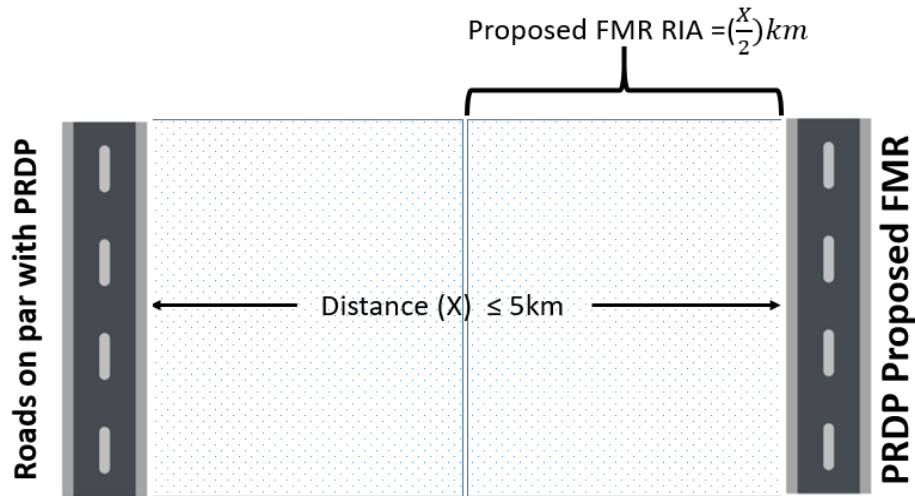 Proposed FMR RIA =(X/2)km
Roads on par with PRDP
Distance (X) ≤ 5km
PRDP Proposed FMR